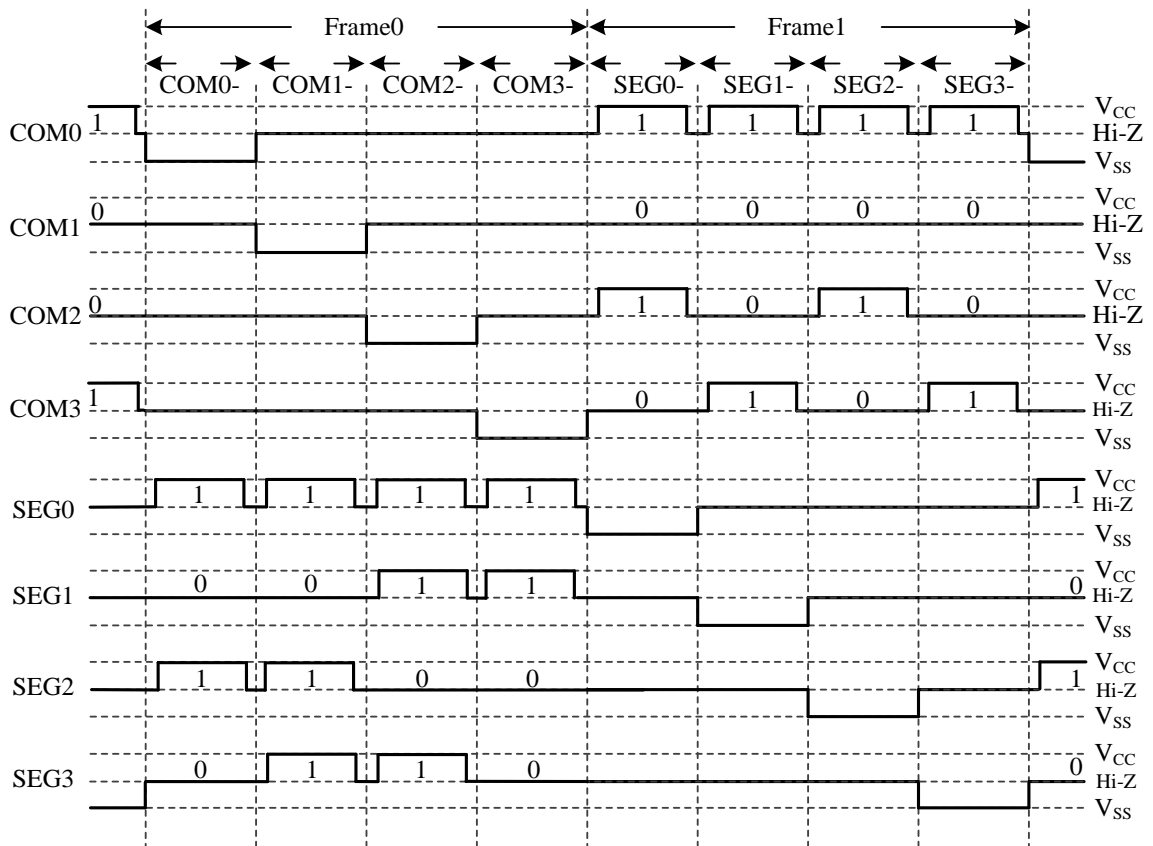 Frame0 Frame1
COM0- COM1- COM2- COM3- SEG0- SEG1- SEG2- SEG3-
VCC
COM0 1 1 1 1 1 Hi-Z
VSS
VCC
0 0 0 0 0
COM1 Hi-Z
VSS
VCC
0
COM2 1 0 1 0 Hi-Z
VSS
VCC
COM3 1 0 1 0 1 Hi-Z
VSS
VCC
SEG0 1 1 1 1 1 Hi-Z
VSS
VCC
SEG1 0 0 1 1 0 Hi-Z
VSS
VCC
SEG2 1 1 0 0 1 Hi-Z
VSS
VCC
SEG3 0 1 1 0 0 Hi-Z
VSS